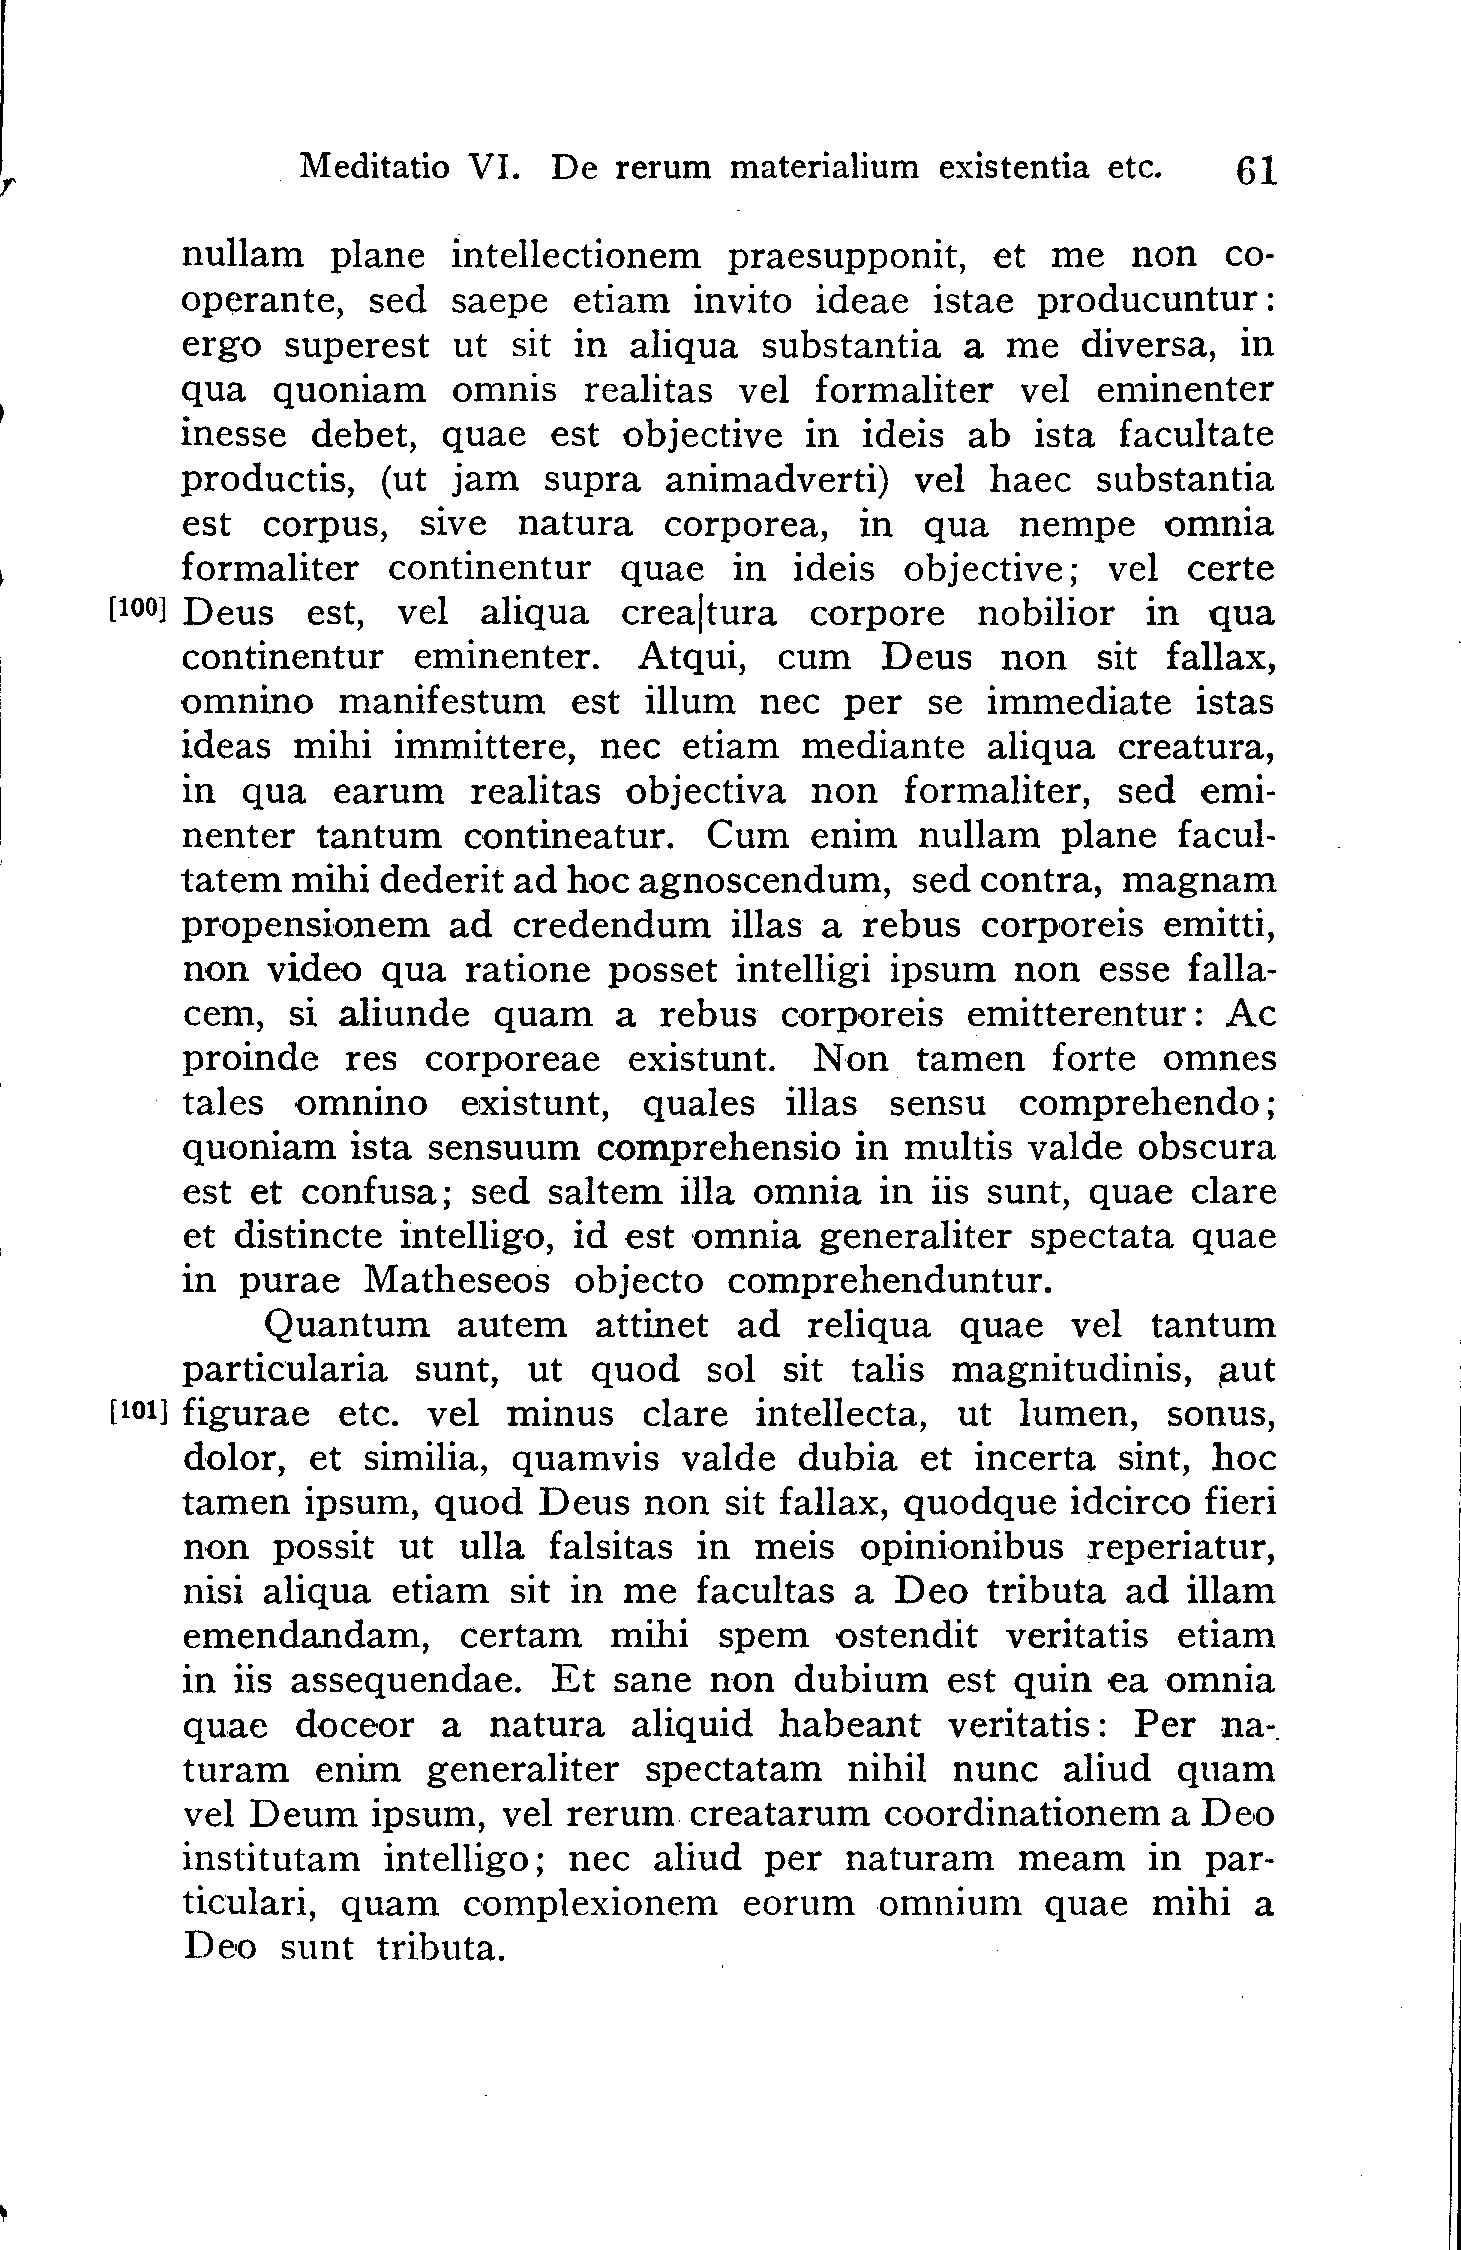 Meditatio VI. De rerum materialium existentia etc. 61
nullam plane intellectionem praesupponit, et me non co-
operante, sed saepe etiam invito ideae istae producuntur:
ergo superest ut sit in aliqua substantia a me diversa, in
qua quoniam omnis realitas vel formaliter vel eminenter
inesse debet, quae est objective in ideis ab ista facultate
productis, (ut jam supra animadverti) vel haec substantia
est corpus, sive natura corporea, in qua nempe omnia
formaliter continentur quae in ideis objective; vel certe
[100] Deus est, vel aliqua crea|tura corpore nobilior in qua
continentur eminenter. Atqui, cum Deus non sit fallax,
omnino manifestum est illum nec per se immediate istas
ideas mihi immittere, nec etiam mediante aliqua creatura,
in qua earum realitas objectiva non formaliter, sed emi-
nenter tantum contineatur. Cum enim nullam plane facul-
tatem mihi dederit ad hoc agnoscendum, sed contra, magnam
propensionem ad credendum illas a rebus corporeis emitti,
non video qua ratione posset intelligi ipsum non esse falla-
cem, si aliunde quam a rebus corporeis emitterentur: Ac
proinde res corporeae existunt. Non tamen forte omnes
tales omnino existunt, quales illas sensu comprehendo;
quoniam ista sensuum comprehensio in multis valde obscura
est et confusa; sed saltem illa omnia in iis sunt, quae clare
et distincte intelligo, id est omnia generaliter spectata quae
in purae Matheseos objecto comprehenduntur.
Quantum autem attinet ad reliqua quae vel tantum
particularia sunt, ut quod sol sit talis magnitudinis, aut
[101] figurae etc. vel minus clare intellecta, ut lumen, sonus,
dolor, et similia, quamvis valde dubia et incerta sint, hoc
tamen ipsum, quod Deus non sit fallax, quodque idcirco fieri
non possit ut ulla falsitas in meis opinionibus reperiatur,
nisi aliqua etiam sit in me facultas a Deo tributa ad illam
emendandam, certam mihi spem ostendit veritatis etiam
in iis assequendae. Et sane non dubium est quin ea omnia
quae doceor a natura aliquid habeant veritatis: Per na-
turam enim generaliter spectatam nihil nunc aliud quam
vel Deum ipsum, vel rerum creatarum coordinationem a Deo
institutam intelligo; nec aliud per naturam meam in par-
ticulari, quam complexionem eorum omnium quae mihi a
Deo sunt tributa.